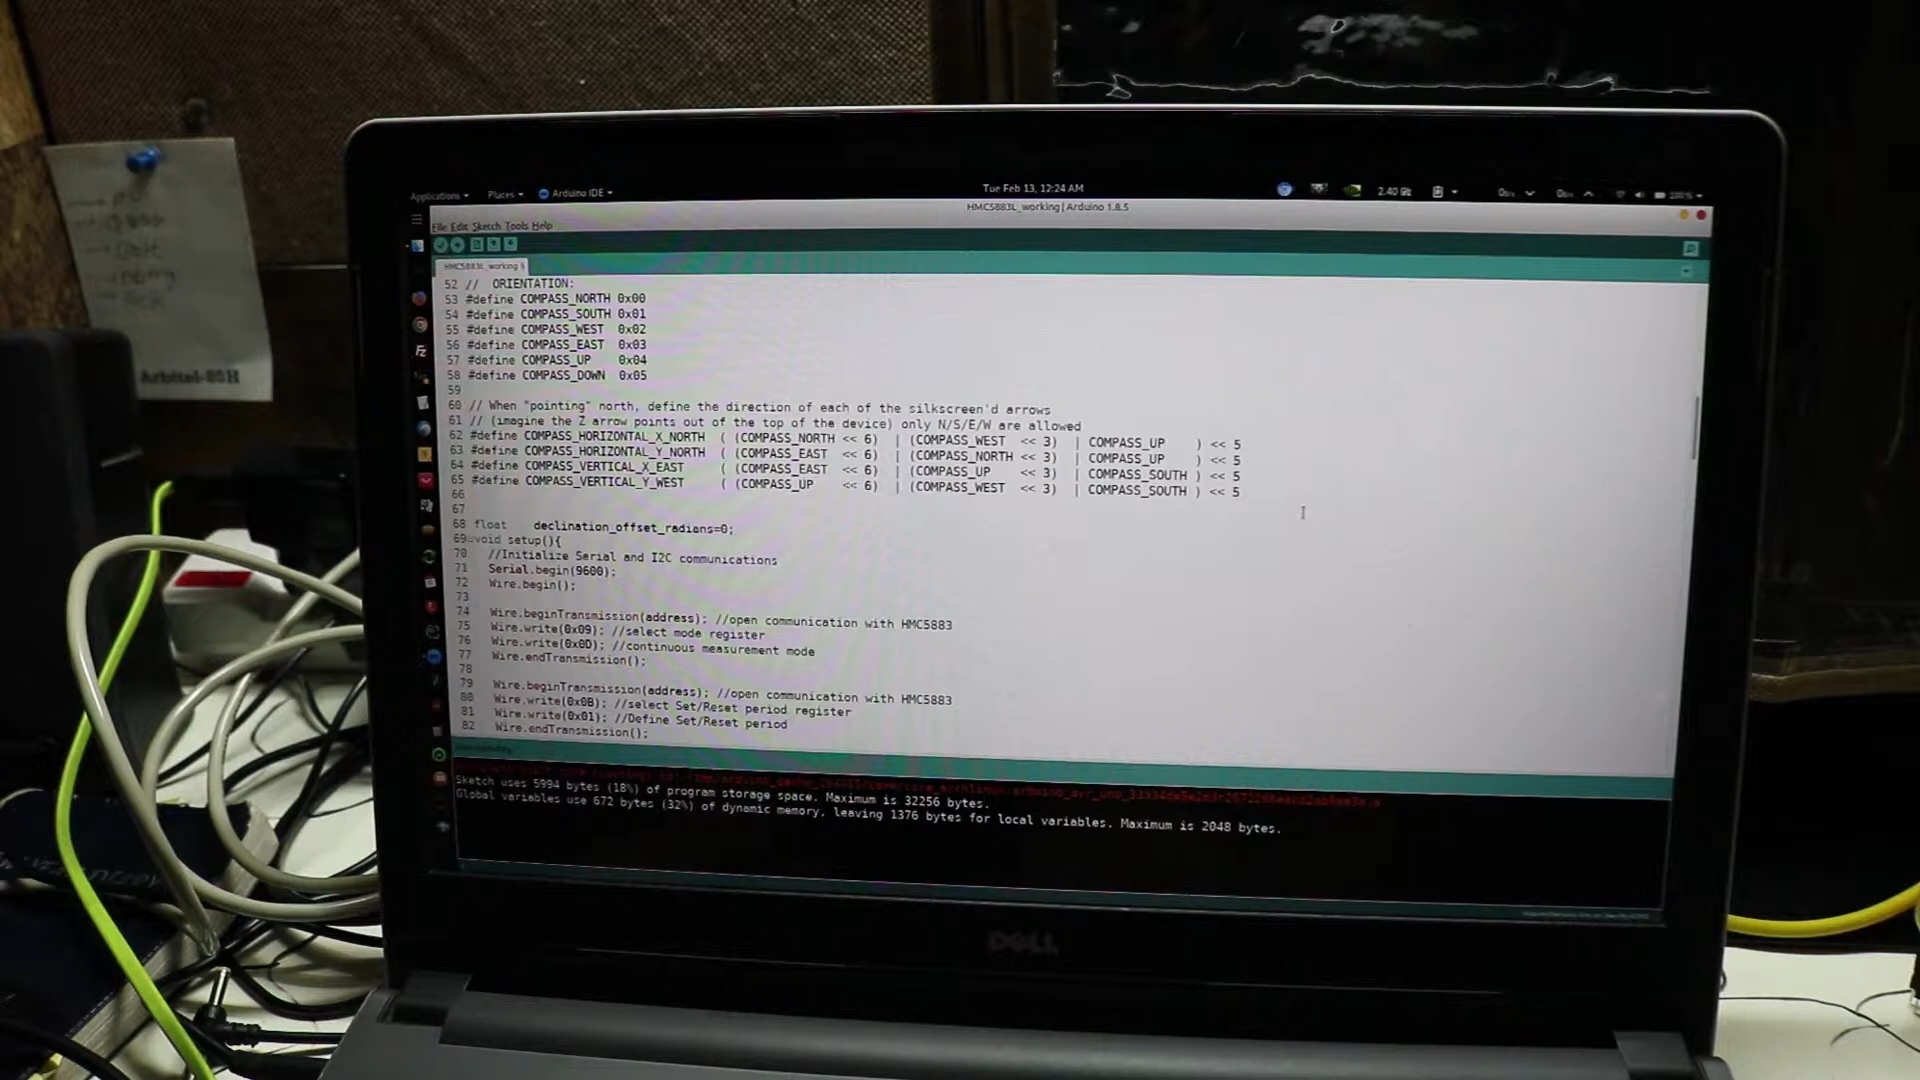 Applications Places Arduino IDE Tue Feb 13, 12:24 AM 2.40 100%
HMC5883L_working | Arduino 1.8.5
File Edit Sketch Tools Help
HMC5883L_working §
52 // ORIENTATION:
53 #define COMPASS_NORTH 0x00
54 #define COMPASS_SOUTH 0x01
55 #define COMPASS_WEST 0x02
56 #define COMPASS_EAST 0x03
57 #define COMPASS_UP 0x04
58 #define COMPASS_DOWN 0x05
59
60 // When "pointing" north, define the direction of each of the silkscreen'd arrows
61 // (imagine the Z arrow points out of the top of the device) only N/S/E/W are allowed
62 #define COMPASS_HORIZONTAL_X_NORTH ( (COMPASS_NORTH << 6) | (COMPASS_WEST << 3) | COMPASS_UP ) << 5
63 #define COMPASS_HORIZONTAL_Y_NORTH ( (COMPASS_EAST << 6) | (COMPASS_NORTH << 3) | COMPASS_UP ) << 5
64 #define COMPASS_VERTICAL_X_EAST ( (COMPASS_EAST << 6) | (COMPASS_UP << 3) | COMPASS_SOUTH ) << 5
65 #define COMPASS_VERTICAL_Y_WEST ( (COMPASS_UP << 6) | (COMPASS_WEST << 3) | COMPASS_SOUTH ) << 5
66
67
68 float declination_offset_radians=0;
69 void setup(){
70 //Initialize Serial and I2C communications
71 Serial.begin(9600);
72 Wire.begin();
73
74 Wire.beginTransmission(address); //open communication with HMC5883
75 Wire.write(0x09); //select mode register
76 Wire.write(0x0D); //continuous measurement mode
77 Wire.endTransmission();
78
79 Wire.beginTransmission(address); //open communication with HMC5883
80 Wire.write(0x0B); //select Set/Reset period register
81 Wire.write(0x01); //Define Set/Reset period
82 Wire.endTransmission();
Sketch uses 5994 bytes (18%) of program storage space. Maximum is 32256 bytes.
Global variables use 672 bytes (32%) of dynamic memory, leaving 1376 bytes for local variables. Maximum is 2048 bytes.
DELL
Arbitel-80H